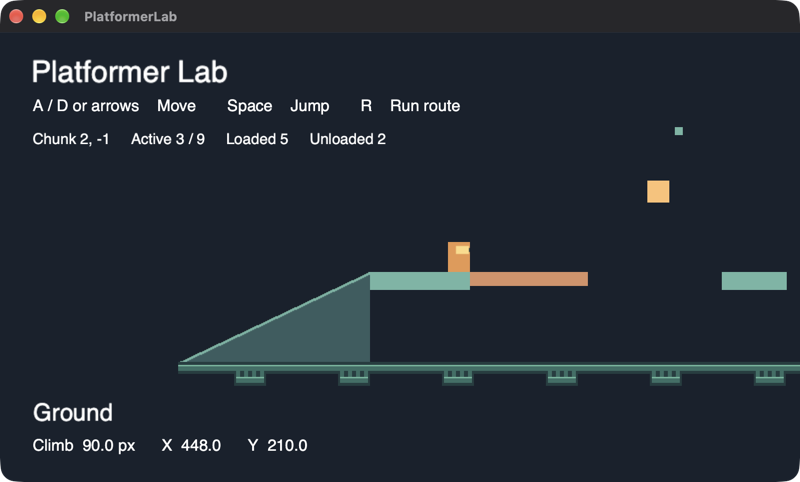 PlatformerLab
Platformer Lab
A / D or arrows Move Space Jump R Run route
Chunk 2, -1 Active 3 / 9 Loaded 5 Unloaded 2
Ground
Climb 90.0 px X 448.0 Y 210.0